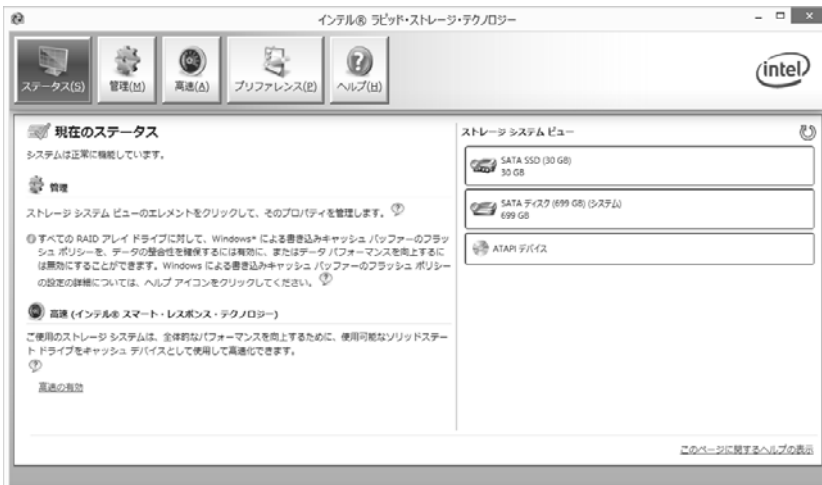 インテル® ラピッド・ストレージ・テクノロジー
ステータス(S)
管理(M)
高速(A)
プリファレンス(P)
ヘルプ(H)
intel
現在のステータス
システムは正常に機能しています。
管理
ストレージ システム ビューのエレメントをクリックして、そのプロパティを管理します。
すべての RAID アレイ ドライブに対して、Windows* による書き込みキャッシュ バッファーのフラッ
シュ ポリシーを、データの整合性を確保するには有効に、またはデータ パフォーマンスを向上するに
は無効にすることができます。Windows による書き込みキャッシュ バッファーのフラッシュ ポリシー
の設定の詳細については、ヘルプ アイコンをクリックしてください。
高速 (インテル® スマート・レスポンス・テクノロジー)
ご使用のストレージ システムは、全体的なパフォーマンスを向上するために、使用可能なソリッドステー
ト ドライブをキャッシュ デバイスとして使用して高速化できます。
高速の有効
ストレージ システム ビュー
SATA SSD (30 GB)
30 GB
SATA ディスク (699 GB) (システム)
699 GB
ATAPI デバイス
このページに関するヘルプの表示